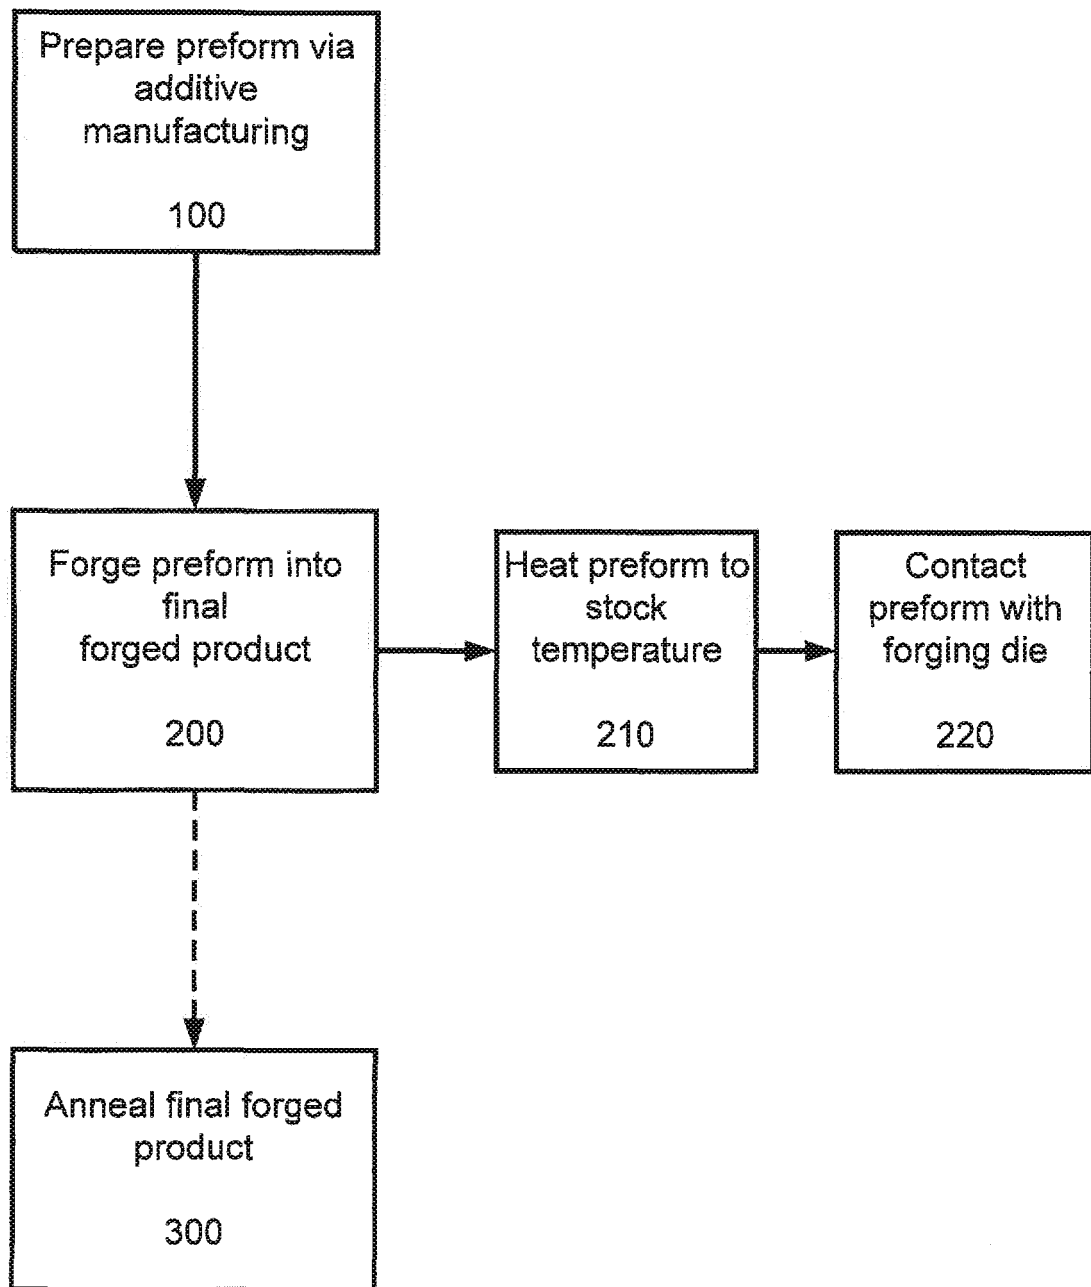 Prepare preform via
additive
manufacturing
100
Forge preform into
final
forged product
200
Heat preform to
stock
temperature
210
Contact
preform with
forging die
220
Anneal final forged
product
300